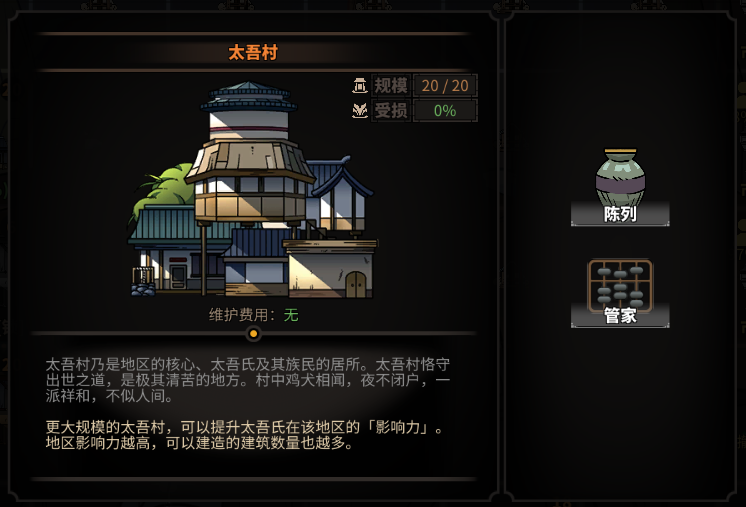 太吾村
规模 20 / 20
受损 0%
维护费用：无
太吾村乃是地区的核心、太吾氏及其族民的居所。太吾村恪守
出世之道，是极其清苦的地方。村中鸡犬相闻，夜不闭户，一
派祥和，不似人间。
更大规模的太吾村，可以提升太吾氏在该地区的「影响力」。
地区影响力越高，可以建造的建筑数量也越多。
陈列
管家